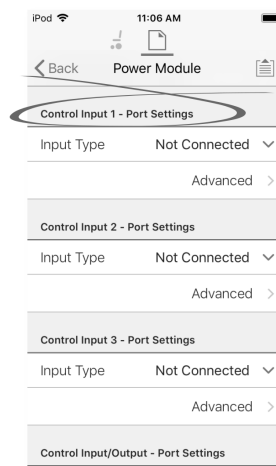 iPod 11:06 AM
Back Power Module
Control Input 1 - Port Settings
Input Type Not Connected
Advanced
Control Input 2 - Port Settings
Input Type Not Connected
Advanced
Control Input 3 - Port Settings
Input Type Not Connected
Advanced
Control Input/Output - Port Settings